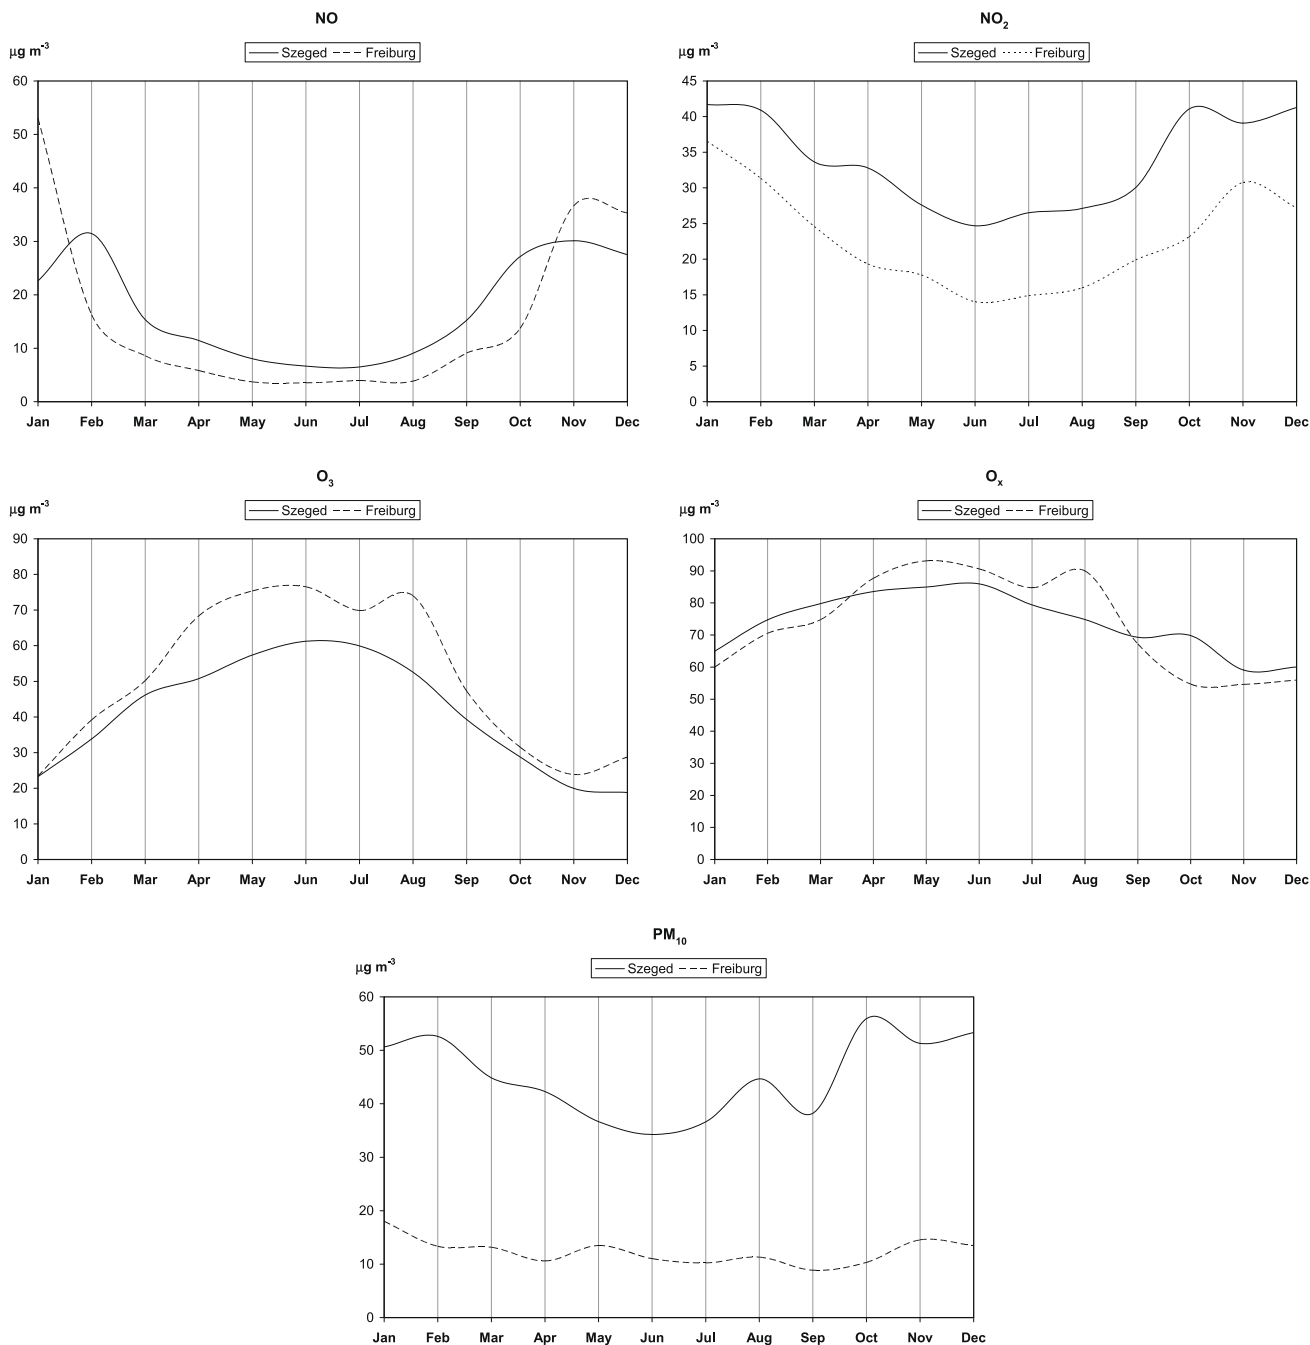 NO
μg m-3
Szeged Freiburg
60
50
40
30
20
10
0
Jan Feb Mar Apr May Jun Jul Aug Sep Oct Nov Dec
NO2
μg m-3
Szeged Freiburg
45
40
35
30
25
20
15
10
5
0
Jan Feb Mar Apr May Jun Jul Aug Sep Oct Nov Dec
O3
μg m-3
Szeged Freiburg
90
80
70
60
50
40
30
20
10
0
Jan Feb Mar Apr May Jun Jul Aug Sep Oct Nov Dec
Ox
μg m-3
Szeged Freiburg
100
90
80
70
60
50
40
30
20
10
0
Jan Feb Mar Apr May Jun Jul Aug Sep Oct Nov Dec
PM10
μg m-3
Szeged Freiburg
60
50
40
30
20
10
0
Jan Feb Mar Apr May Jun Jul Aug Sep Oct Nov Dec